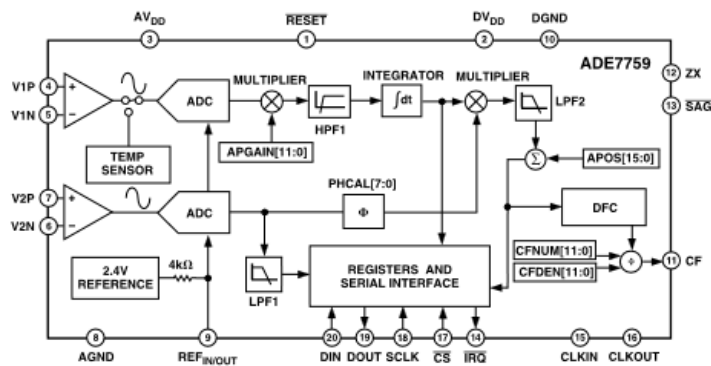 AVDD
RESET
DVDD
DGND
3
1
2
10
ADE7759
V1P 4 +
V1N 5 −
ADC
MULTIPLIER
HPF1
INTEGRATOR
∫dt
MULTIPLIER
LPF2
12 ZX
13 SAG
TEMP
SENSOR
APGAIN[11:0]
Σ
APOS[15:0]
V2P 7 +
V2N 6 −
ADC
PHCAL[7:0]
Φ
DFC
CFNUM[11:0]
CFDEN[11:0]
÷
11 CF
2.4V
REFERENCE
4kΩ
LPF1
REGISTERS AND
SERIAL INTERFACE
8
9
20
19
18
17
14
15
16
AGND
REFIN/OUT
DIN
DOUT
SCLK
CS
IRQ
CLKIN
CLKOUT